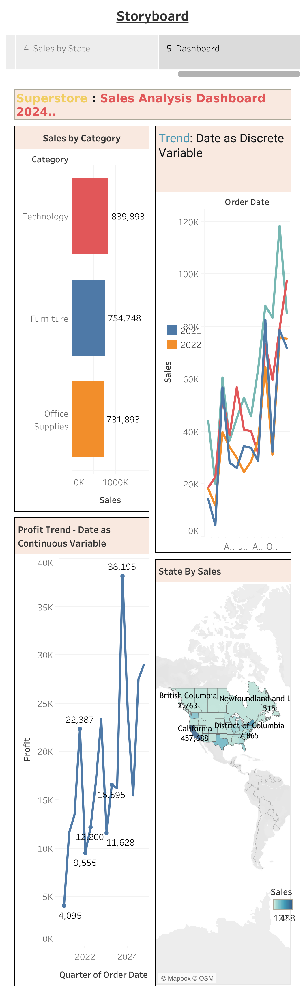 Storyboard
.
4. Sales by State
5. Dashboard
Superstore : Sales Analysis Dashboard
2024..
Sales by Category
Category
Technology
839,893
Furniture
754,748
Office
Supplies
731,893
0K
1000K
Sales
Trend: Date as Discrete
Variable
Order Date
120K
100K
80K
2021
2022
60K
40K
20K
0K
Sales
A..
J..
A..
O..
Profit Trend - Date as
Continuous Variable
40K
38,195
35K
30K
25K
22,387
20K
16,595
15K
12,200
11,628
10K
9,555
5K
4,095
0K
Profit
2022
2024
Quarter of Order Date
State By Sales
British Columbia
2,763
Newfoundland and L
515
California
457,688
District of Columbia
2,865
Sales
© Mapbox © OSM